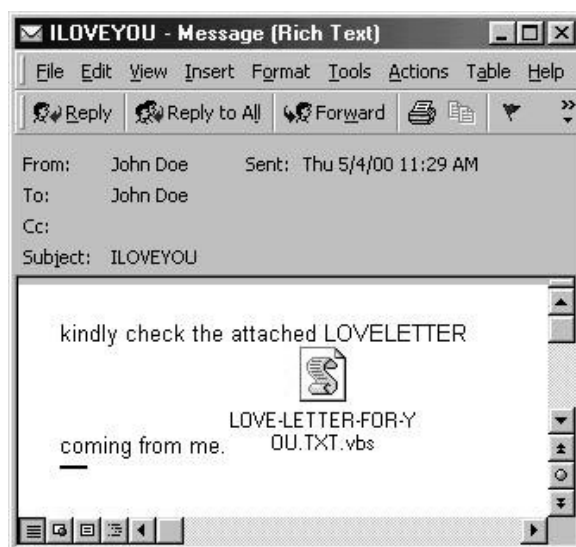 ILOVEYOU - Message (Rich Text)
File Edit View Insert Format Tools Actions Table Help
Reply Reply to All Forward
From: John Doe Sent: Thu 5/4/00 11:29 AM
To: John Doe
Cc:
Subject: ILOVEYOU
kindly check the attached LOVELETTER
LOVE-LETTER-FOR-Y
coming from me. OU.TXT.vbs